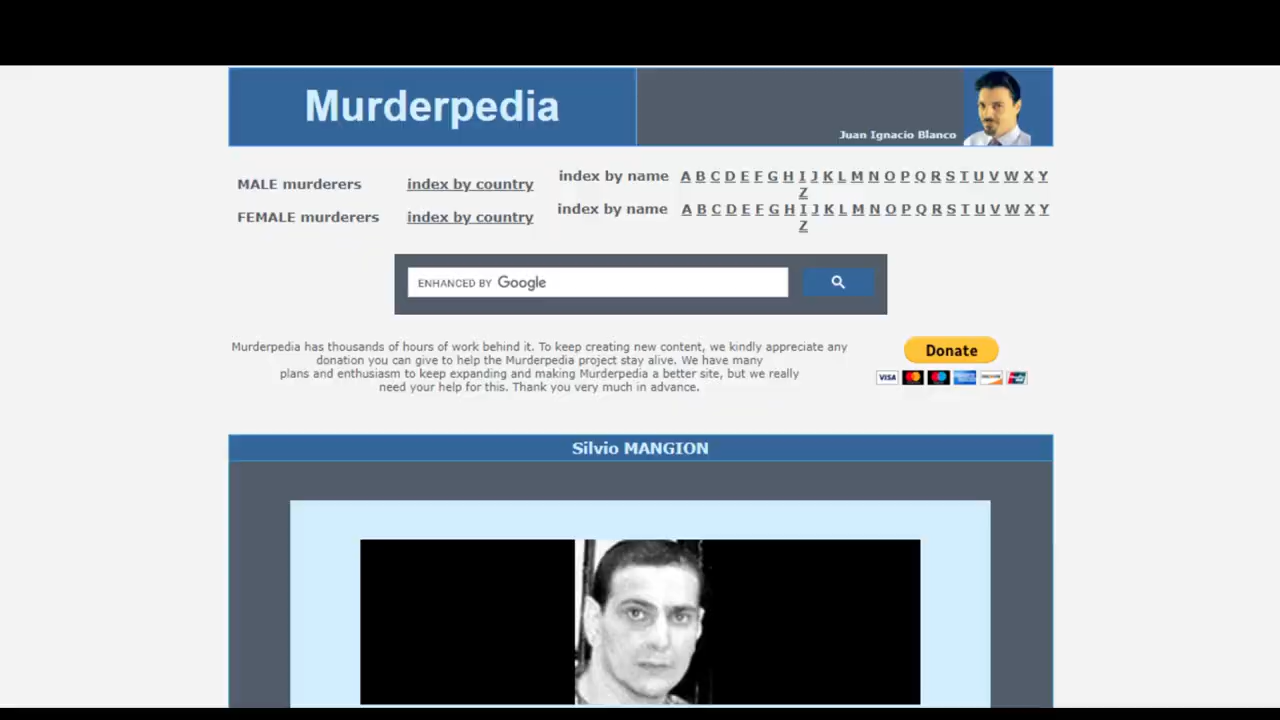 Murderpedia
Juan Ignacio Blanco
MALE murderers index by country index by name A B C D E F G H I J K L M N O P Q R S T U V W X Y
Z
FEMALE murderers index by country index by name A B C D E F G H I J K L M N O P Q R S T U V W X Y
Z
ENHANCED BY Google
Murderpedia has thousands of hours of work behind it. To keep creating new content, we kindly appreciate any
donation you can give to help the Murderpedia project stay alive. We have many
plans and enthusiasm to keep expanding and making Murderpedia a better site, but we really
need your help for this. Thank you very much in advance.
Donate
VISA
Silvio MANGION